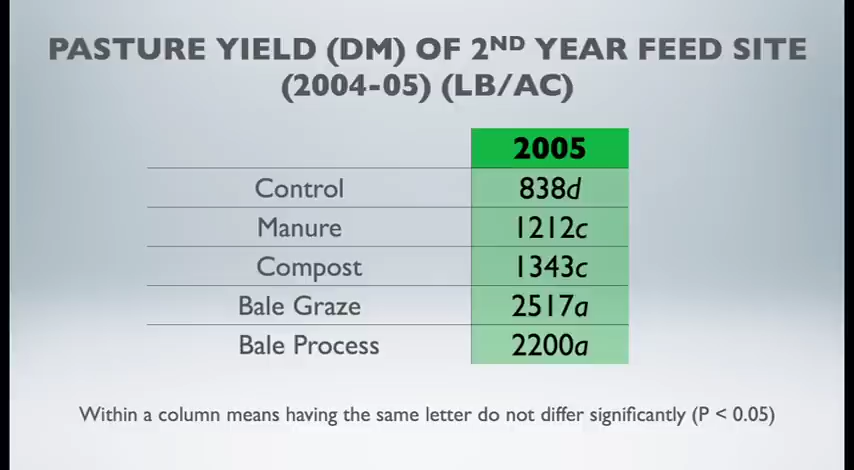 PASTURE YIELD (DM) OF 2ND YEAR FEED SITE
(2004-05) (LB/AC)
2005
Control 838d
Manure 1212c
Compost 1343c
Bale Graze 2517a
Bale Process 2200a
Within a column means having the same letter do not differ significantly (P < 0.05)